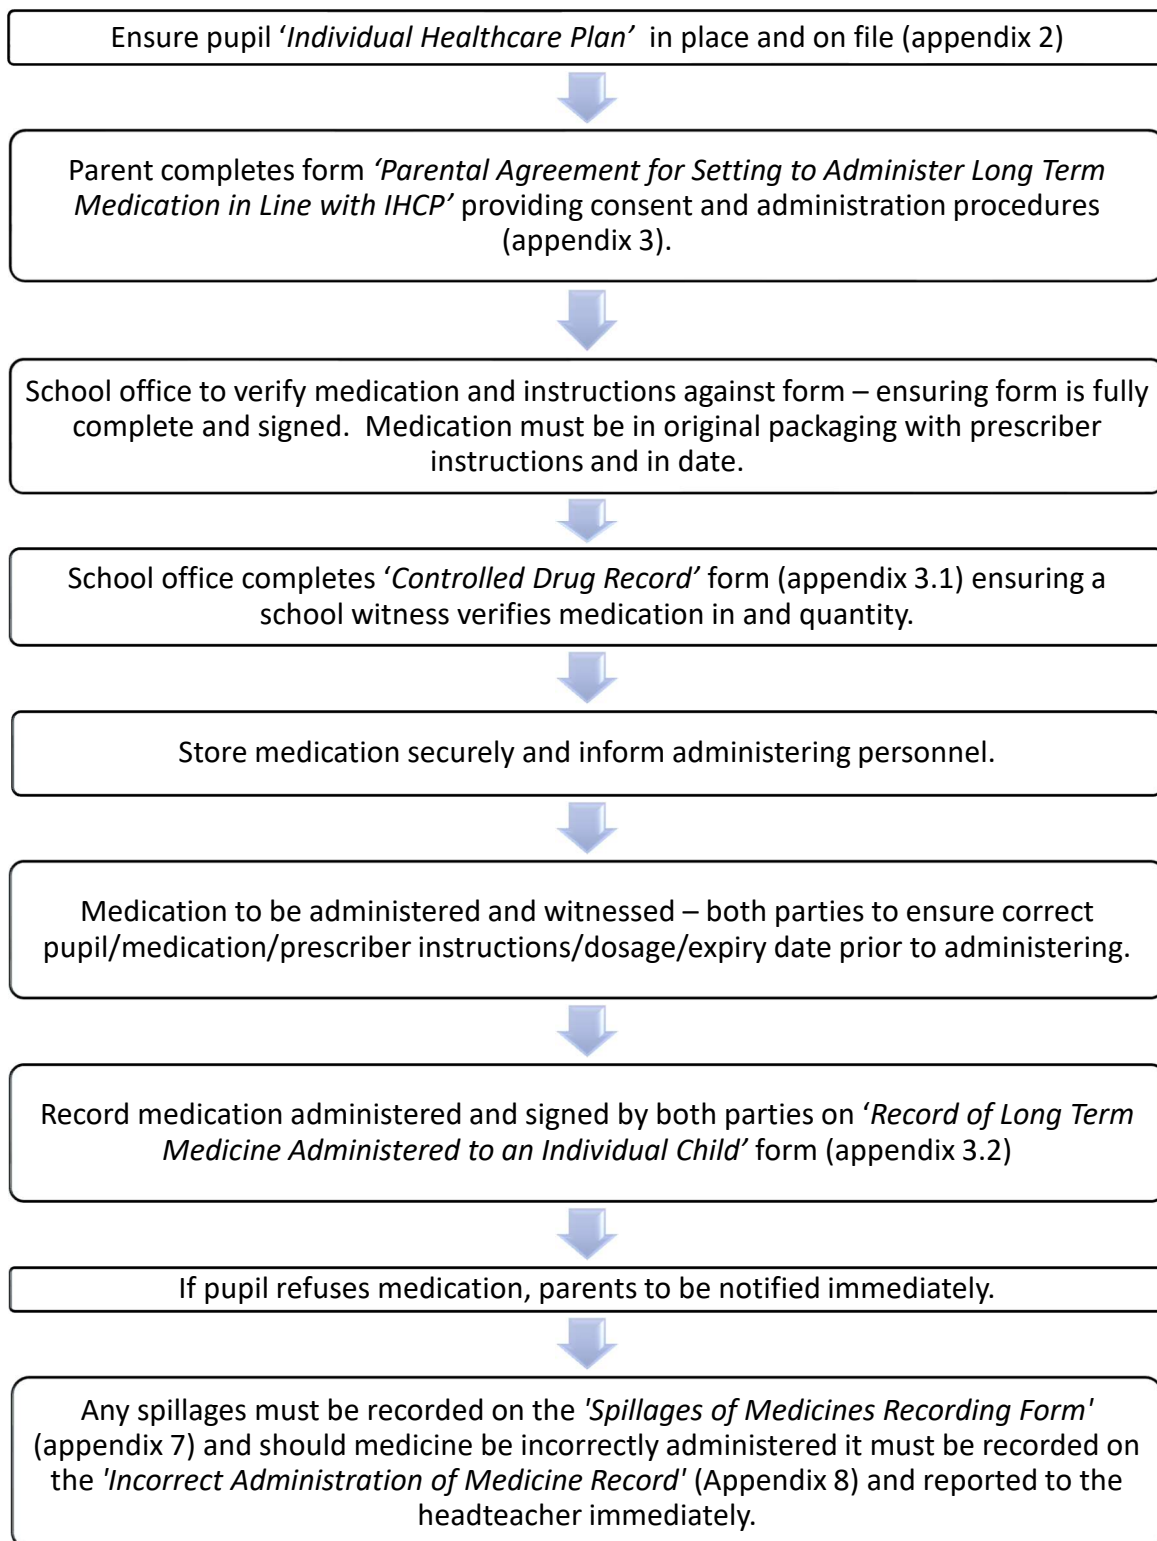 Ensure pupil ‘Individual Healthcare Plan’ in place and on file (appendix 2)
Parent completes form ‘Parental Agreement for Setting to Administer Long Term
Medication in Line with IHCP’ providing consent and administration procedures
(appendix 3).
School office to verify medication and instructions against form – ensuring form is fully
complete and signed. Medication must be in original packaging with prescriber
instructions and in date.
School office completes ‘Controlled Drug Record’ form (appendix 3.1) ensuring a
school witness verifies medication in and quantity.
Store medication securely and inform administering personnel.
Medication to be administered and witnessed – both parties to ensure correct
pupil/medication/prescriber instructions/dosage/expiry date prior to administering.
Record medication administered and signed by both parties on ‘Record of Long Term
Medicine Administered to an Individual Child’ form (appendix 3.2)
If pupil refuses medication, parents to be notified immediately.
Any spillages must be recorded on the 'Spillages of Medicines Recording Form'
(appendix 7) and should medicine be incorrectly administered it must be recorded on
the 'Incorrect Administration of Medicine Record' (Appendix 8) and reported to the
headteacher immediately.